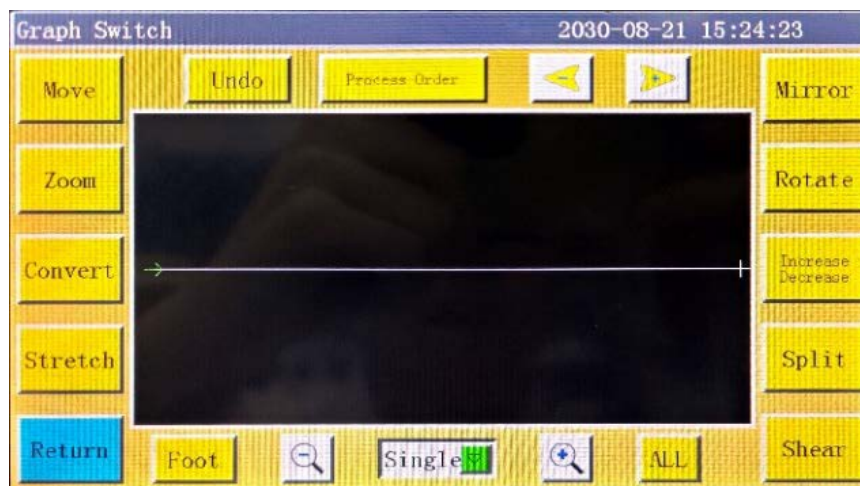 Graph Switch 2030-08-21 15:24:23
Move Undo Process Order - + Mirror
Zoom Rotate
Convert Increase
Decrease
Stretch Split
Return Foot Single ALL Shear